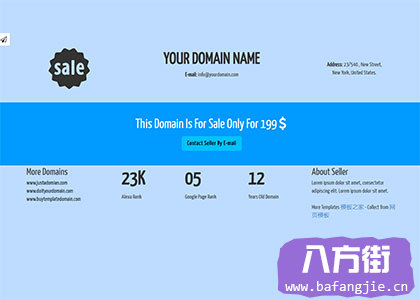 sale
YOUR DOMAIN NAME
E-mail: info@yourdomain.com
Address: 23/540 , New Street,
New York, United States.
This Domain Is For Sale Only For 199 $
Contact Seller By E-mail
More Domains
www.justadomian.com
www.doityourdomain.com
www.buytemplatedomain.com
23K
Alexa Rank
05
Google Page Rank
12
Years Old Domain
About Seller
Lorem ipsum dolor sit amet, consectetur
adipiscing elit. Lorem ipsum dolor sit amet.
More Templates 模板之家 - Collect from 网
页模板
八方街
www.bafangjie.cn